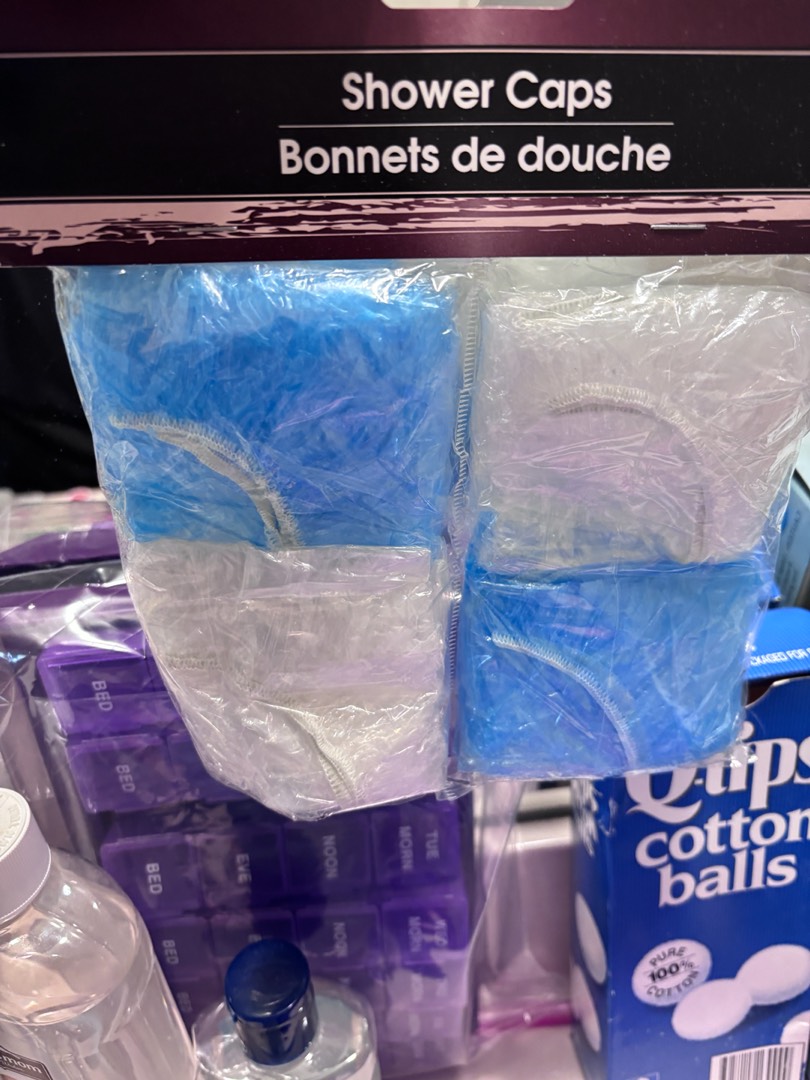 Shower Caps
Bonnets de douche
BED
BED
BED
EVE
NOON
MORN
TUE
BED
NOON
MORN
Q-tips
cotton
balls
PURE
100%
COTTON